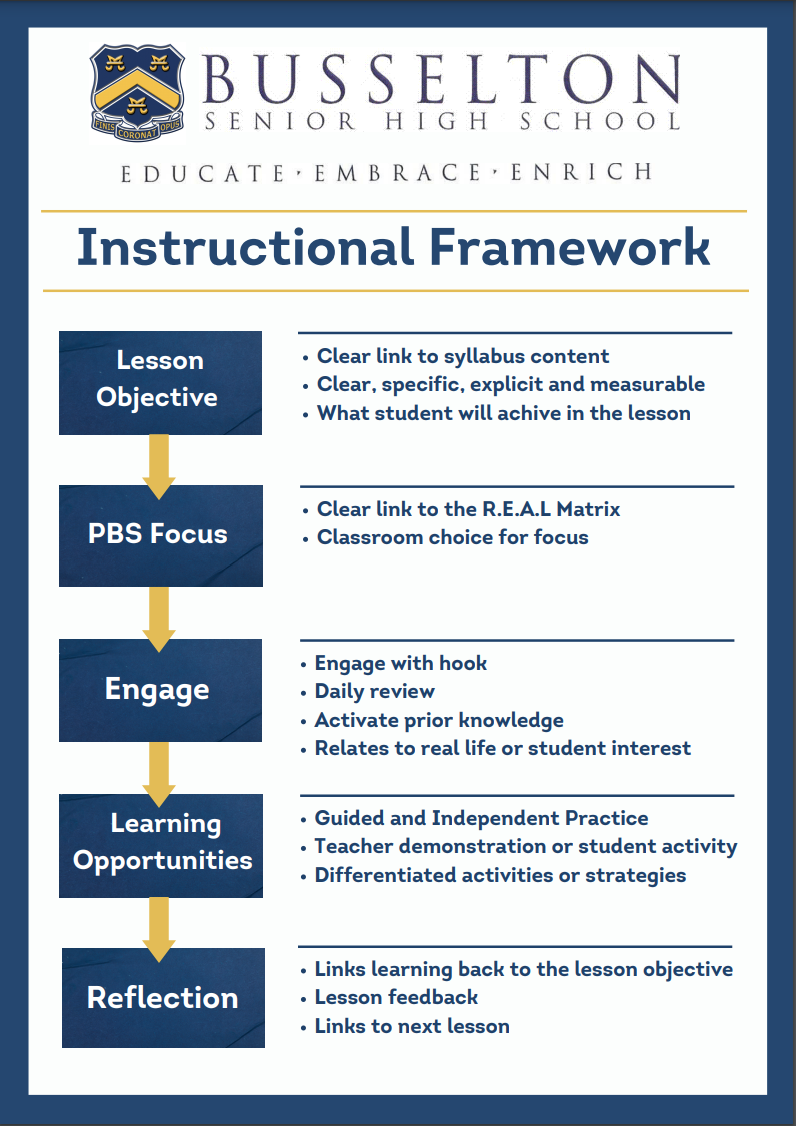 FINIS CORONAT OPUS
BUSSELTON
SENIOR HIGH SCHOOL
EDUCATE · EMBRACE · ENRICH
Instructional Framework
Lesson
Objective
• Clear link to syllabus content
• Clear, specific, explicit and measurable
• What student will achive in the lesson
PBS Focus
• Clear link to the R.E.A.L Matrix
• Classroom choice for focus
Engage
• Engage with hook
• Daily review
• Activate prior knowledge
• Relates to real life or student interest
Learning
Opportunities
• Guided and Independent Practice
• Teacher demonstration or student activity
• Differentiated activities or strategies
Reflection
• Links learning back to the lesson objective
• Lesson feedback
• Links to next lesson